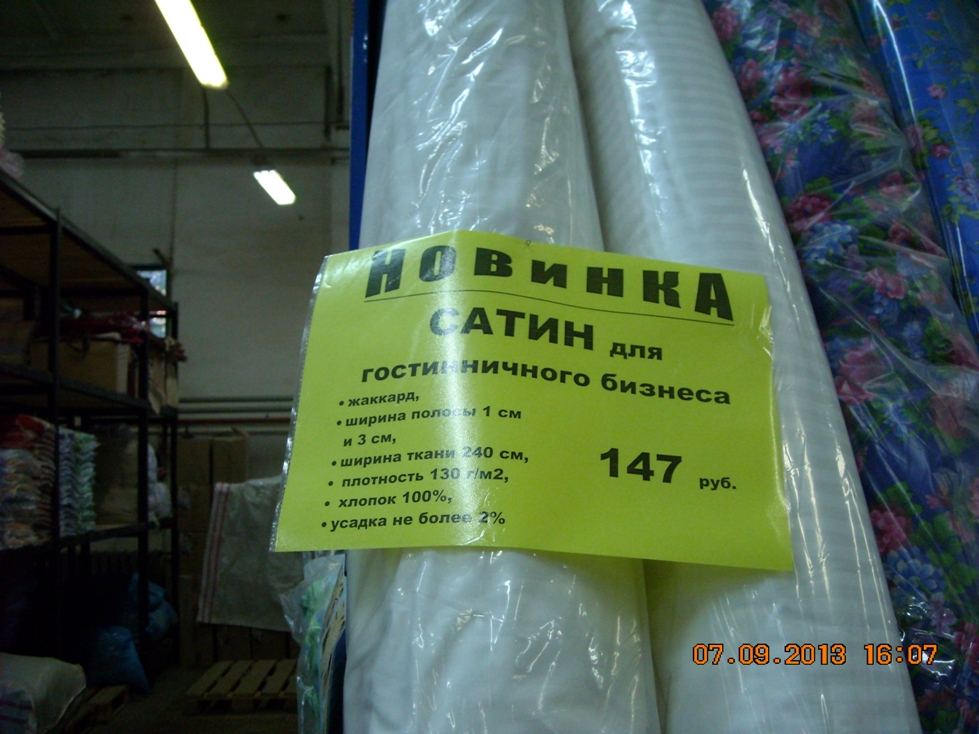 НОВИНКА
САТИН для
гостинничного бизнеса
• жаккард,
• ширина полосы 1 см
и 3 см,
• ширина ткани 240 см,
• плотность 130 г/м2,
• хлопок 100%,
• усадка не более 2%
147 руб.
07.09.2013 16:07